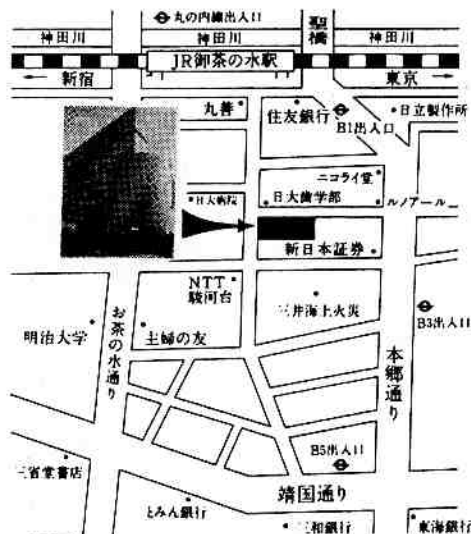 丸の内線出入口
神田川
神田川
聖橋
神田川
JR御茶の水駅
← 新宿
東京 →
丸善
住友銀行
B1出入口
日立製作所
ニコライ堂
日大歯学部
日大病院
ルノアール
新日本証券
NTT
駿河台
三井海上火災
お茶の水通り
主婦の友
明治大学
本郷通り
B3出入口
B5出入口
三省堂書店
靖国通り
とみん銀行
三和銀行
東海銀行